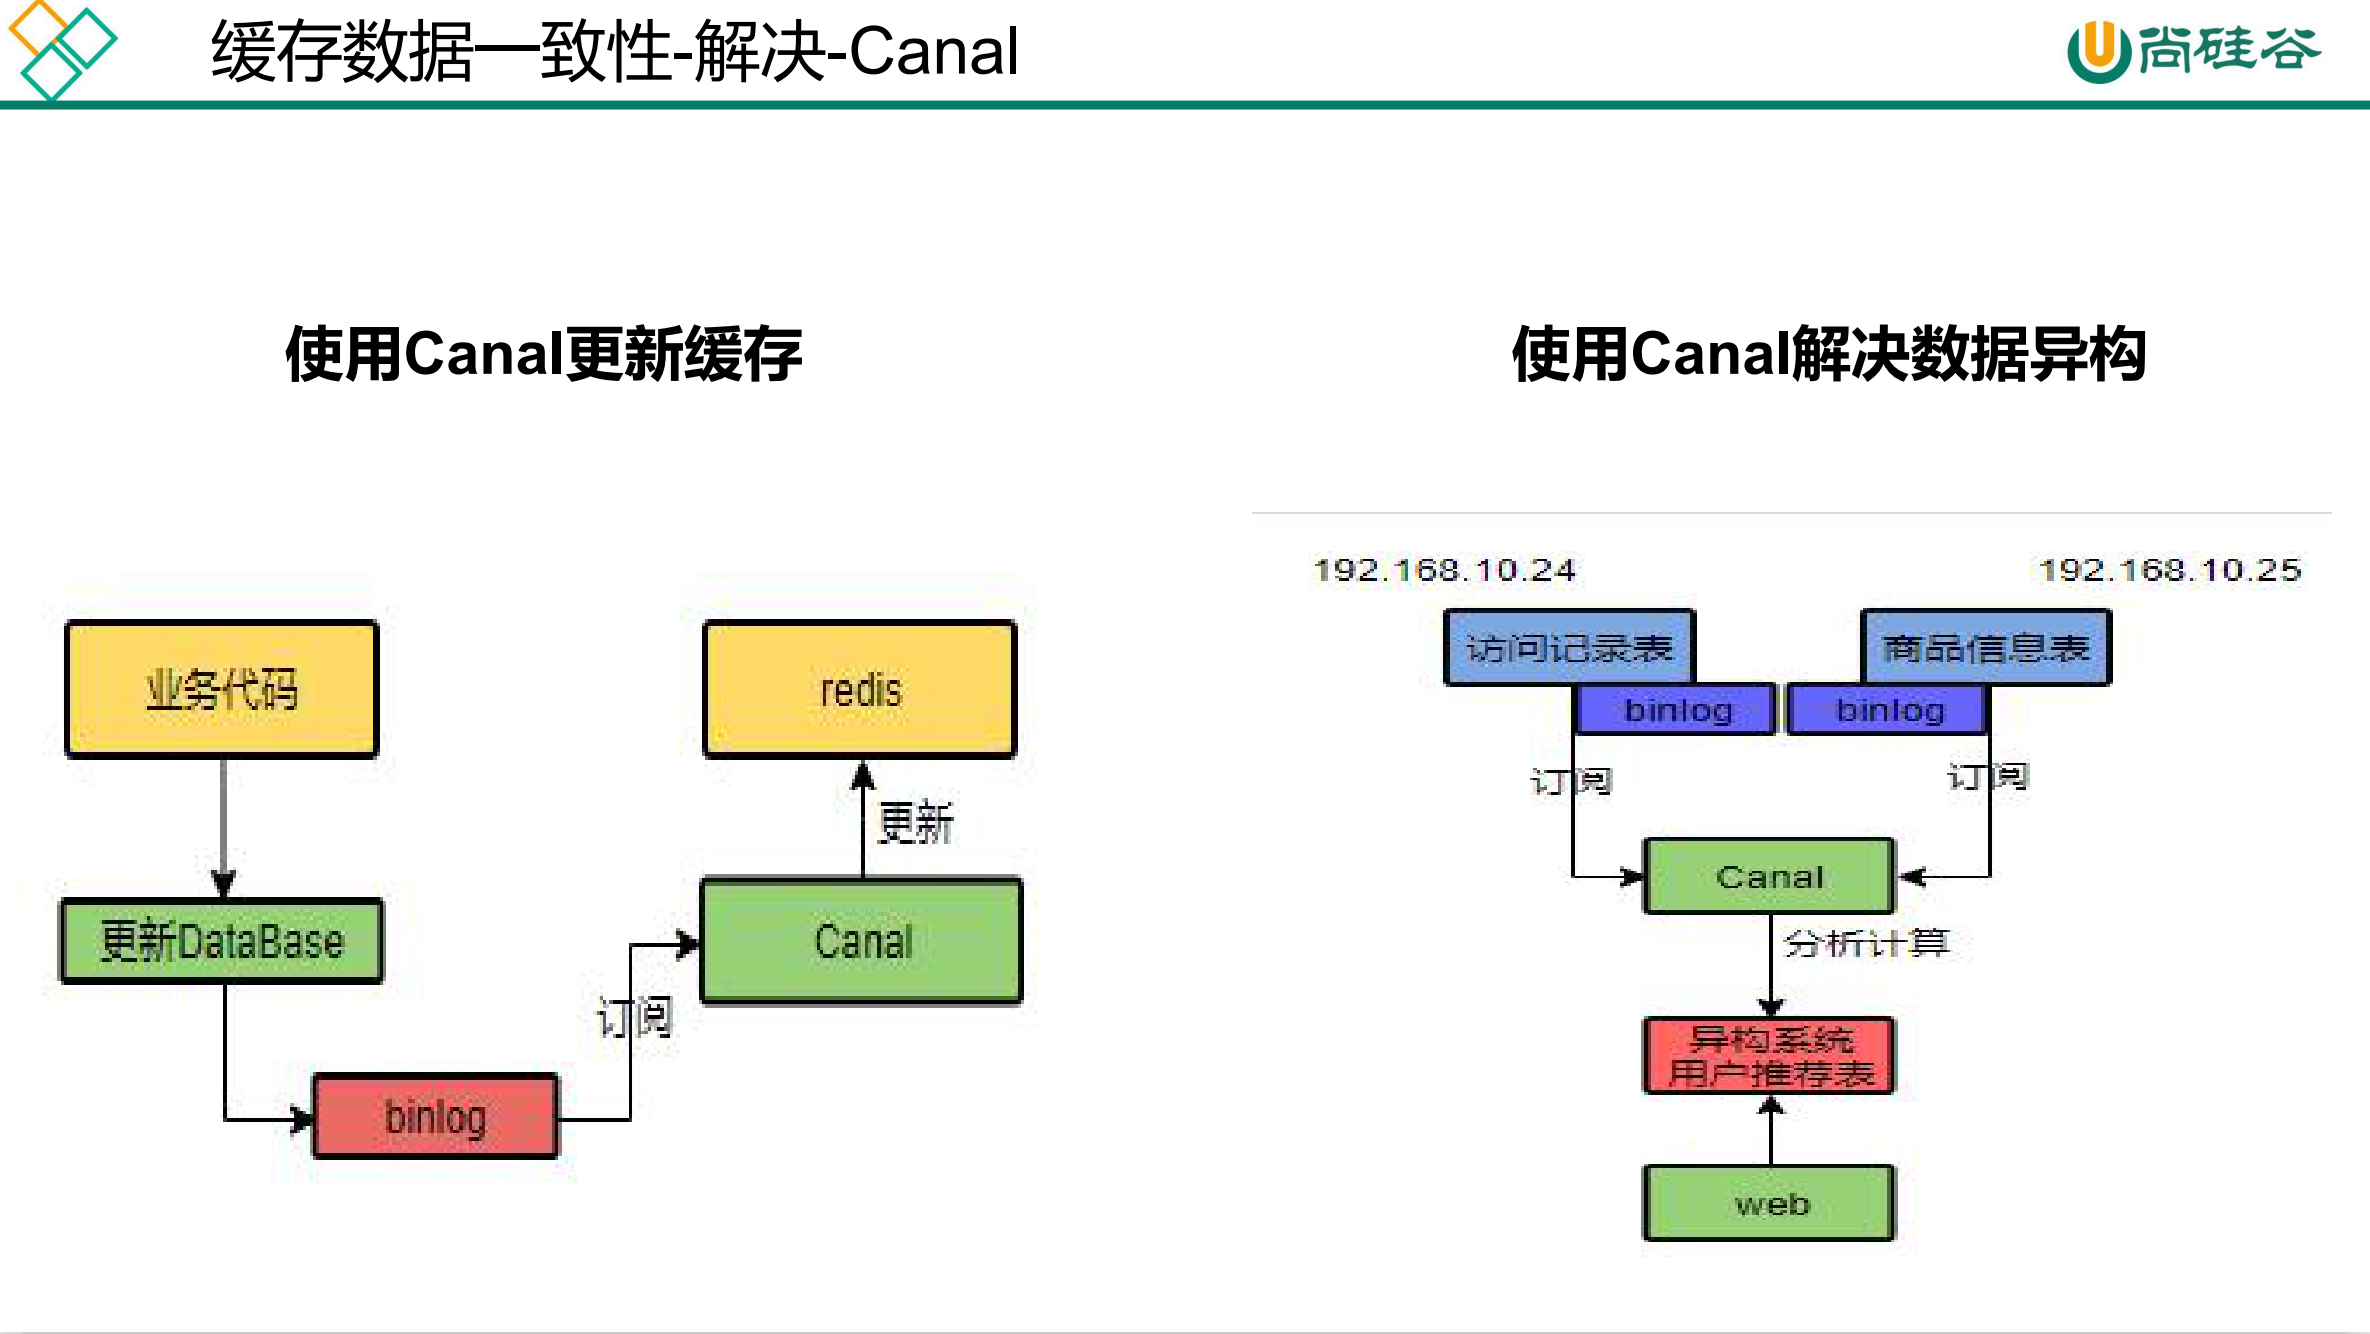 缓存数据一致性-解决-Canal
尚硅谷
使用Canal更新缓存
使用Canal解决数据异构
业务代码
redis
更新
更新DataBase
Canal
订阅
binlog
192.168.10.24
192.168.10.25
访问记录表
商品信息表
binlog
binlog
订阅
订阅
Canal
分析计算
异构系统
用户推荐表
web